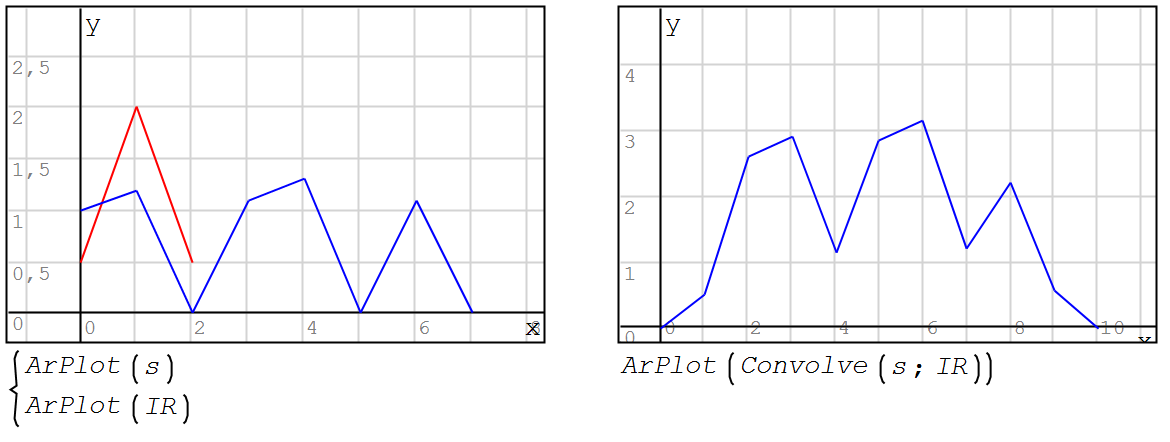 y
2,5
2
1,5
1
0,5
0
0 2 4 6 8
x
ArPlot(s)
ArPlot(IR)
y
4
3
2
1
0
0 2 4 6 8 10
x
ArPlot(Convolve(s; IR))